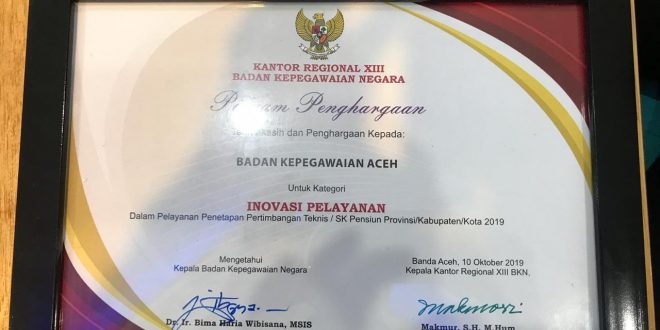 KANTOR REGIONAL XIII
BADAN KEPEGAWAIAN NEGARA
Penghargaan
dan Penghargaan Kepada:
BADAN KEPEGAWAIAN ACEH
Untuk Kategori
INOVASI PELAYANAN
Dalam Pelayanan Penetapan Pertimbangan Teknis / SK Pensiun Provinsi/Kabupaten/Kota 2019
Mengetahui
Kepala Badan Kepegawaian Negara
Banda Aceh, 10 Oktober 2019
Kepala Kantor Regional XIII BKN,
Dr. Ir. Bima Haria Wibisana, MSIS
Makmur, S.H, M.Hum